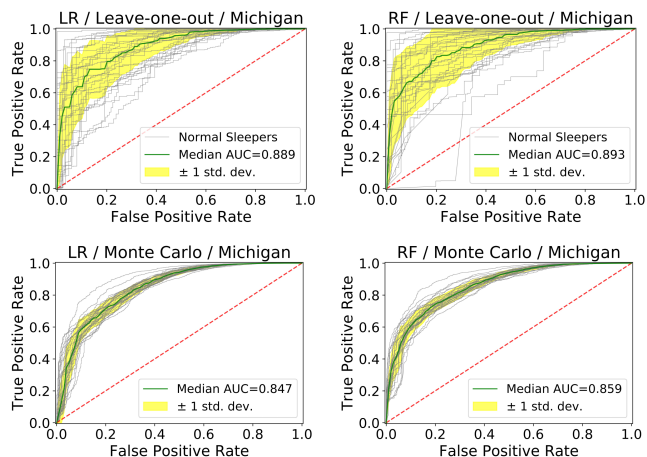 LR / Leave-one-out / Michigan
True Positive Rate
1.0
0.8
0.6
0.4
0.2
0.0
Normal Sleepers
Median AUC=0.889
± 1 std. dev.
0.0 0.2 0.4 0.6 0.8 1.0
False Positive Rate
RF / Leave-one-out / Michigan
True Positive Rate
1.0
0.8
0.6
0.4
0.2
0.0
Normal Sleepers
Median AUC=0.893
± 1 std. dev.
0.0 0.2 0.4 0.6 0.8 1.0
False Positive Rate
LR / Monte Carlo / Michigan
True Positive Rate
1.0
0.8
0.6
0.4
0.2
0.0
Median AUC=0.847
± 1 std. dev.
0.0 0.2 0.4 0.6 0.8 1.0
False Positive Rate
RF / Monte Carlo / Michigan
True Positive Rate
1.0
0.8
0.6
0.4
0.2
0.0
Median AUC=0.859
± 1 std. dev.
0.0 0.2 0.4 0.6 0.8 1.0
False Positive Rate